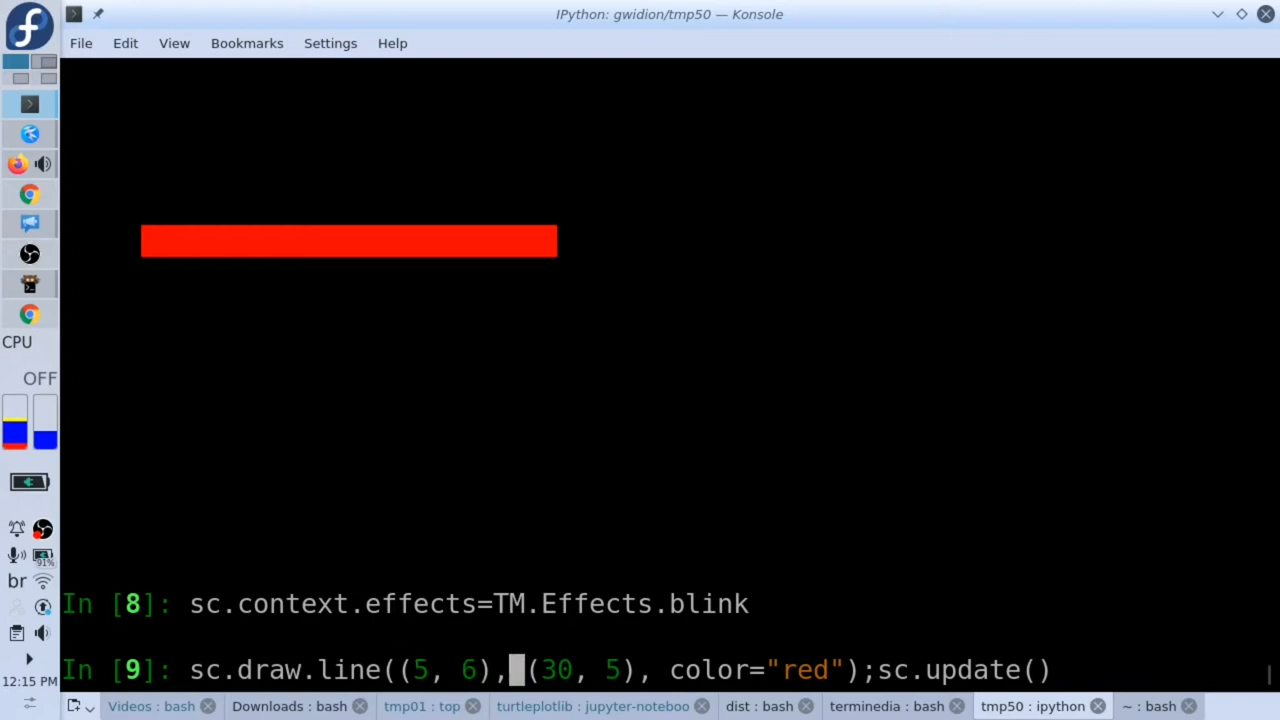 IPython: gwidion/tmp50 — Konsole
File Edit View Bookmarks Settings Help
CPU
OFF
91%
br
12:15 PM
In [8]: sc.context.effects=TM.Effects.blink
In [9]: sc.draw.line((5, 6), (30, 5), color="red");sc.update()
Videos : bash Downloads : bash tmp01 : top turtleplotlib : jupyter-noteboo dist : bash terminedia : bash tmp50 : ipython ~ : bash